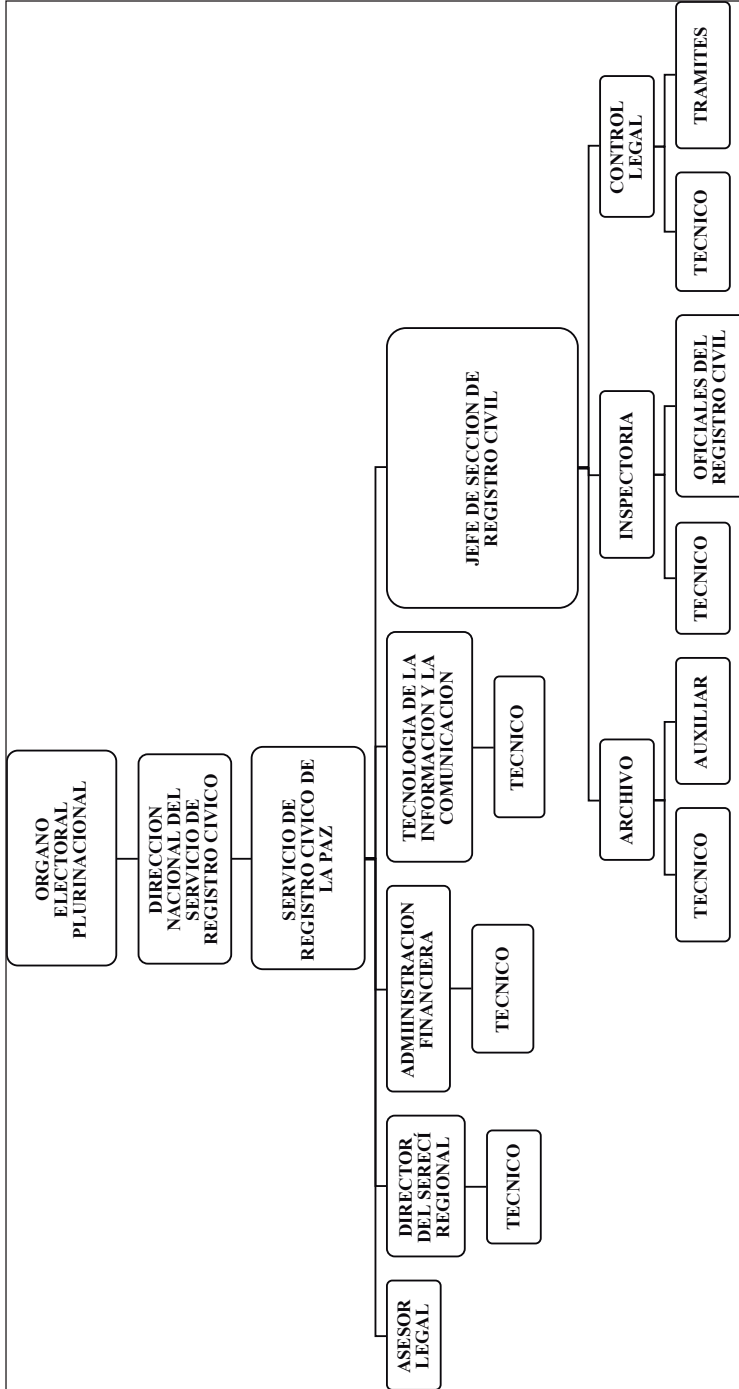 ORGANO
ELECTORAL
PLURINACIONAL
DIRECCION
NACIONAL DEL
SERVICIO DE
REGISTRO CIVICO
SERVICIO DE
REGISTRO CIVICO DE
LA PAZ
ASESOR
LEGAL
DIRECTOR
DEL SERECÍ
REGIONAL
TECNICO
ADMIINISTRACION
FINANCIERA
TECNICO
TECNOLOGIA DE LA
INFORMACION Y LA
COMUNICACION
TECNICO
JEFE DE SECCION DE
REGISTRO CIVIL
ARCHIVO
TECNICO
AUXILIAR
INSPECTORIA
TECNICO
OFICIALES DEL
REGISTRO CIVIL
CONTROL
LEGAL
TECNICO
TRAMITES